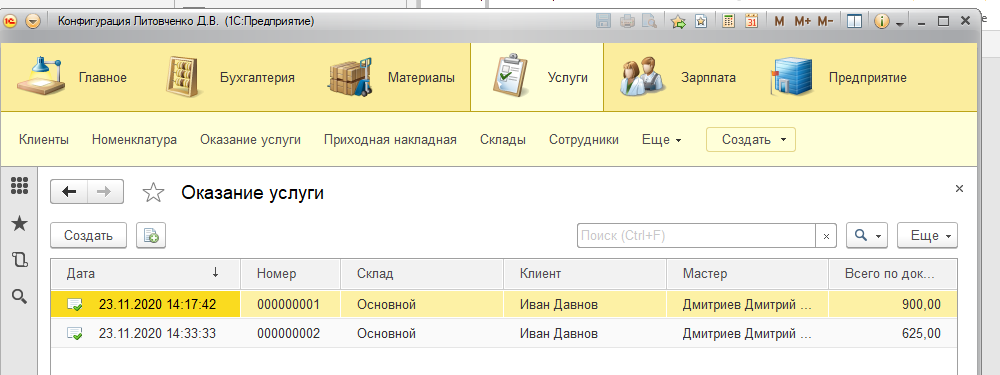 1С Конфигурация Литовченко Д.В. (1С:Предприятие) 31 M M+ M-
Главное Бухгалтерия Материалы Услуги Зарплата Предприятие
Клиенты Номенклатура Оказание услуги Приходная накладная Склады Сотрудники Еще Создать
Оказание услуги
Создать Поиск (Ctrl+F) Еще
Дата Номер Склад Клиент Мастер Всего по док...
23.11.2020 14:17:42 000000001 Основной Иван Давнов Дмитриев Дмитрий ... 900,00
23.11.2020 14:33:33 000000002 Основной Иван Давнов Дмитриев Дмитрий ... 625,00